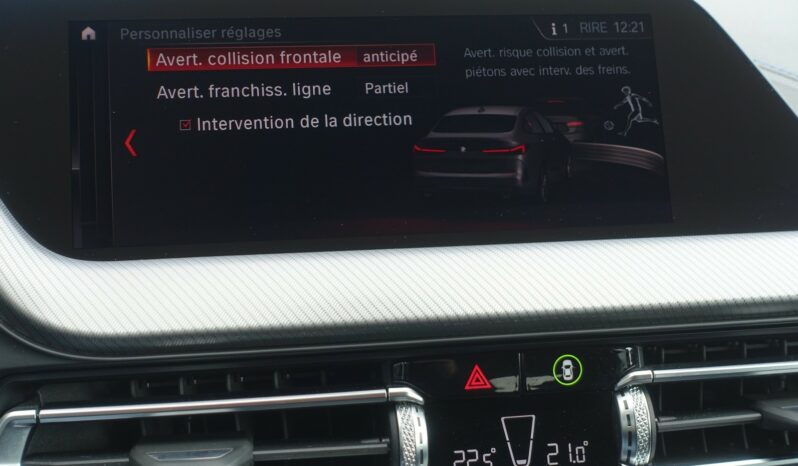 Personnaliser réglages
i 1 RIRE 12:21
Avert. collision frontale anticipé
Avert. franchiss. ligne Partiel
Intervention de la direction
Avert. risque collision et avert.
piétons avec interv. des freins.
22.5 21.0